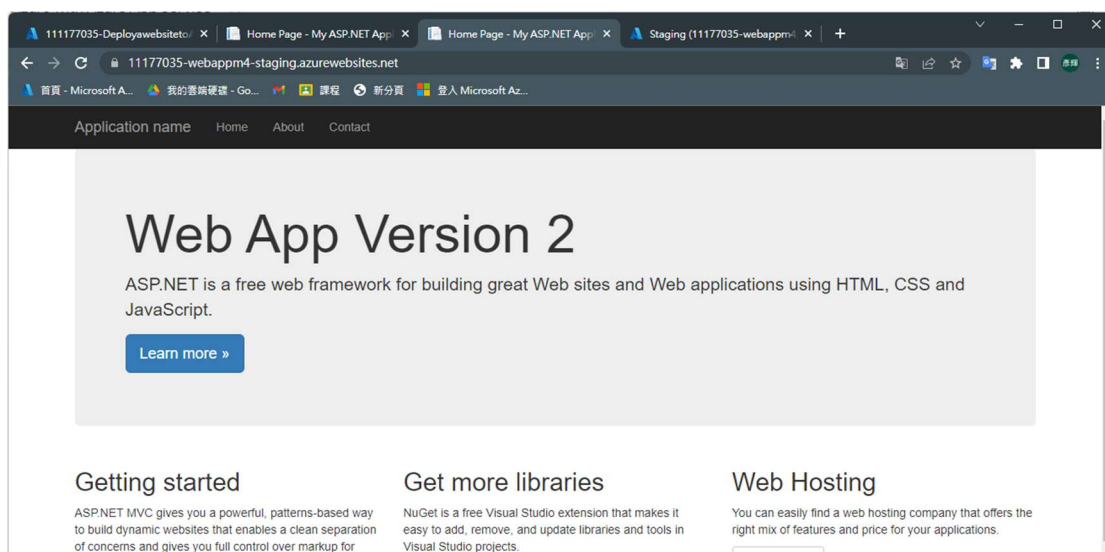 111177035-Deployawebsiteto/
Home Page - My ASP.NET Appl
Home Page - My ASP.NET Appl
Staging (11177035-webappm4
11177035-webappm4-staging.azurewebsites.net
首頁 - Microsoft A...
我的雲端硬碟 - Go...
課程
新分頁
登入 Microsoft Az...
Application name
Home
About
Contact
Web App Version 2
ASP.NET is a free web framework for building great Web sites and Web applications using HTML, CSS and
JavaScript.
Learn more »
Getting started
ASP.NET MVC gives you a powerful, patterns-based way
to build dynamic websites that enables a clean separation
of concerns and gives you full control over markup for
Get more libraries
NuGet is a free Visual Studio extension that makes it
easy to add, remove, and update libraries and tools in
Visual Studio projects.
Web Hosting
You can easily find a web hosting company that offers the
right mix of features and price for your applications.